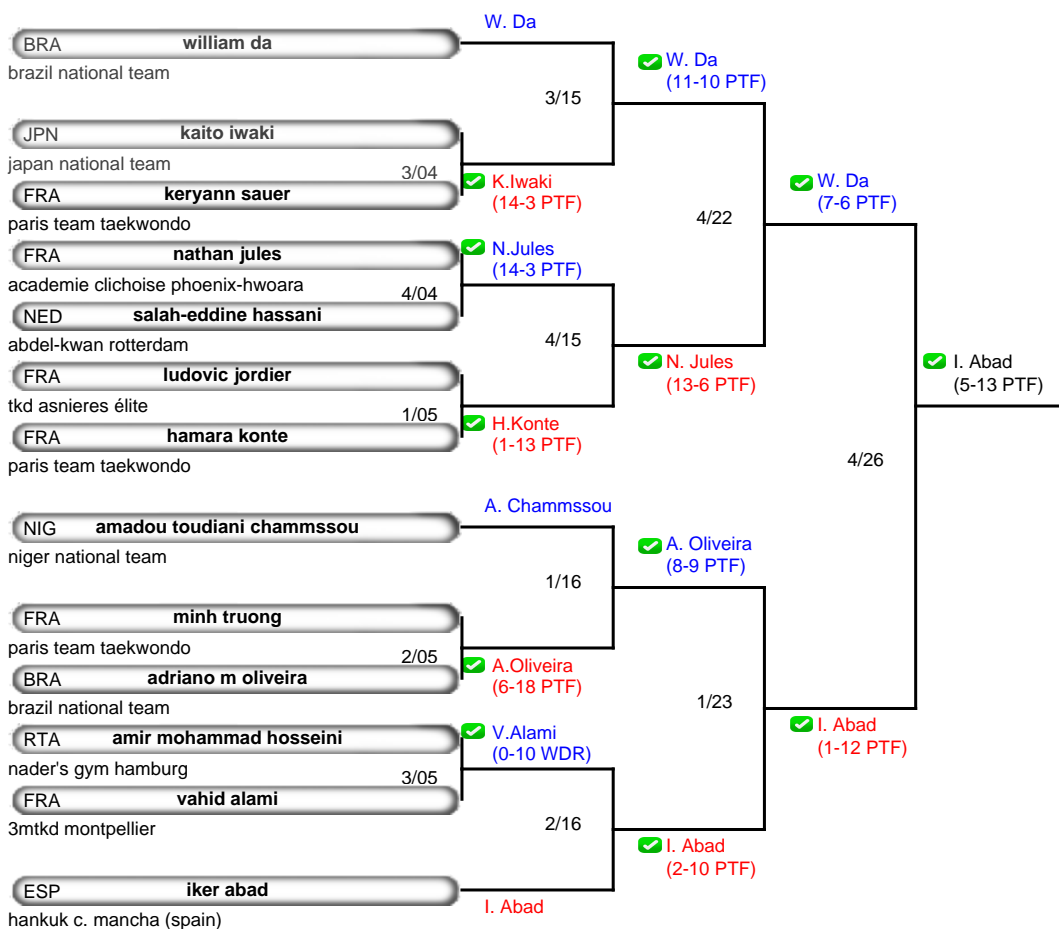 W. Da
BRA william da
brazil national team
W. Da
(11-10 PTF)
3/15
JPN kaito iwaki
japan national team
3/04
K.Iwaki
(14-3 PTF)
FRA keryann sauer
paris team taekwondo
W. Da
(7-6 PTF)
4/22
FRA nathan jules
N.Jules
(14-3 PTF)
academie clichoise phoenix-hwoara
4/04
NED salah-eddine hassani
abdel-kwan rotterdam
4/15
N. Jules
(13-6 PTF)
I. Abad
(5-13 PTF)
FRA ludovic jordier
tkd asnieres élite
1/05
H.Konte
(1-13 PTF)
FRA hamara konte
paris team taekwondo
4/26
A. Chammssou
NIG amadou toudiani chammssou
niger national team
A. Oliveira
(8-9 PTF)
1/16
FRA minh truong
paris team taekwondo
2/05
A.Oliveira
(6-18 PTF)
BRA adriano m oliveira
brazil national team
1/23
I. Abad
(1-12 PTF)
RTA amir mohammad hosseini
V.Alami
(0-10 WDR)
nader's gym hamburg
3/05
FRA vahid alami
3mtkd montpellier
2/16
I. Abad
(2-10 PTF)
ESP iker abad
I. Abad
hankuk c. mancha (spain)